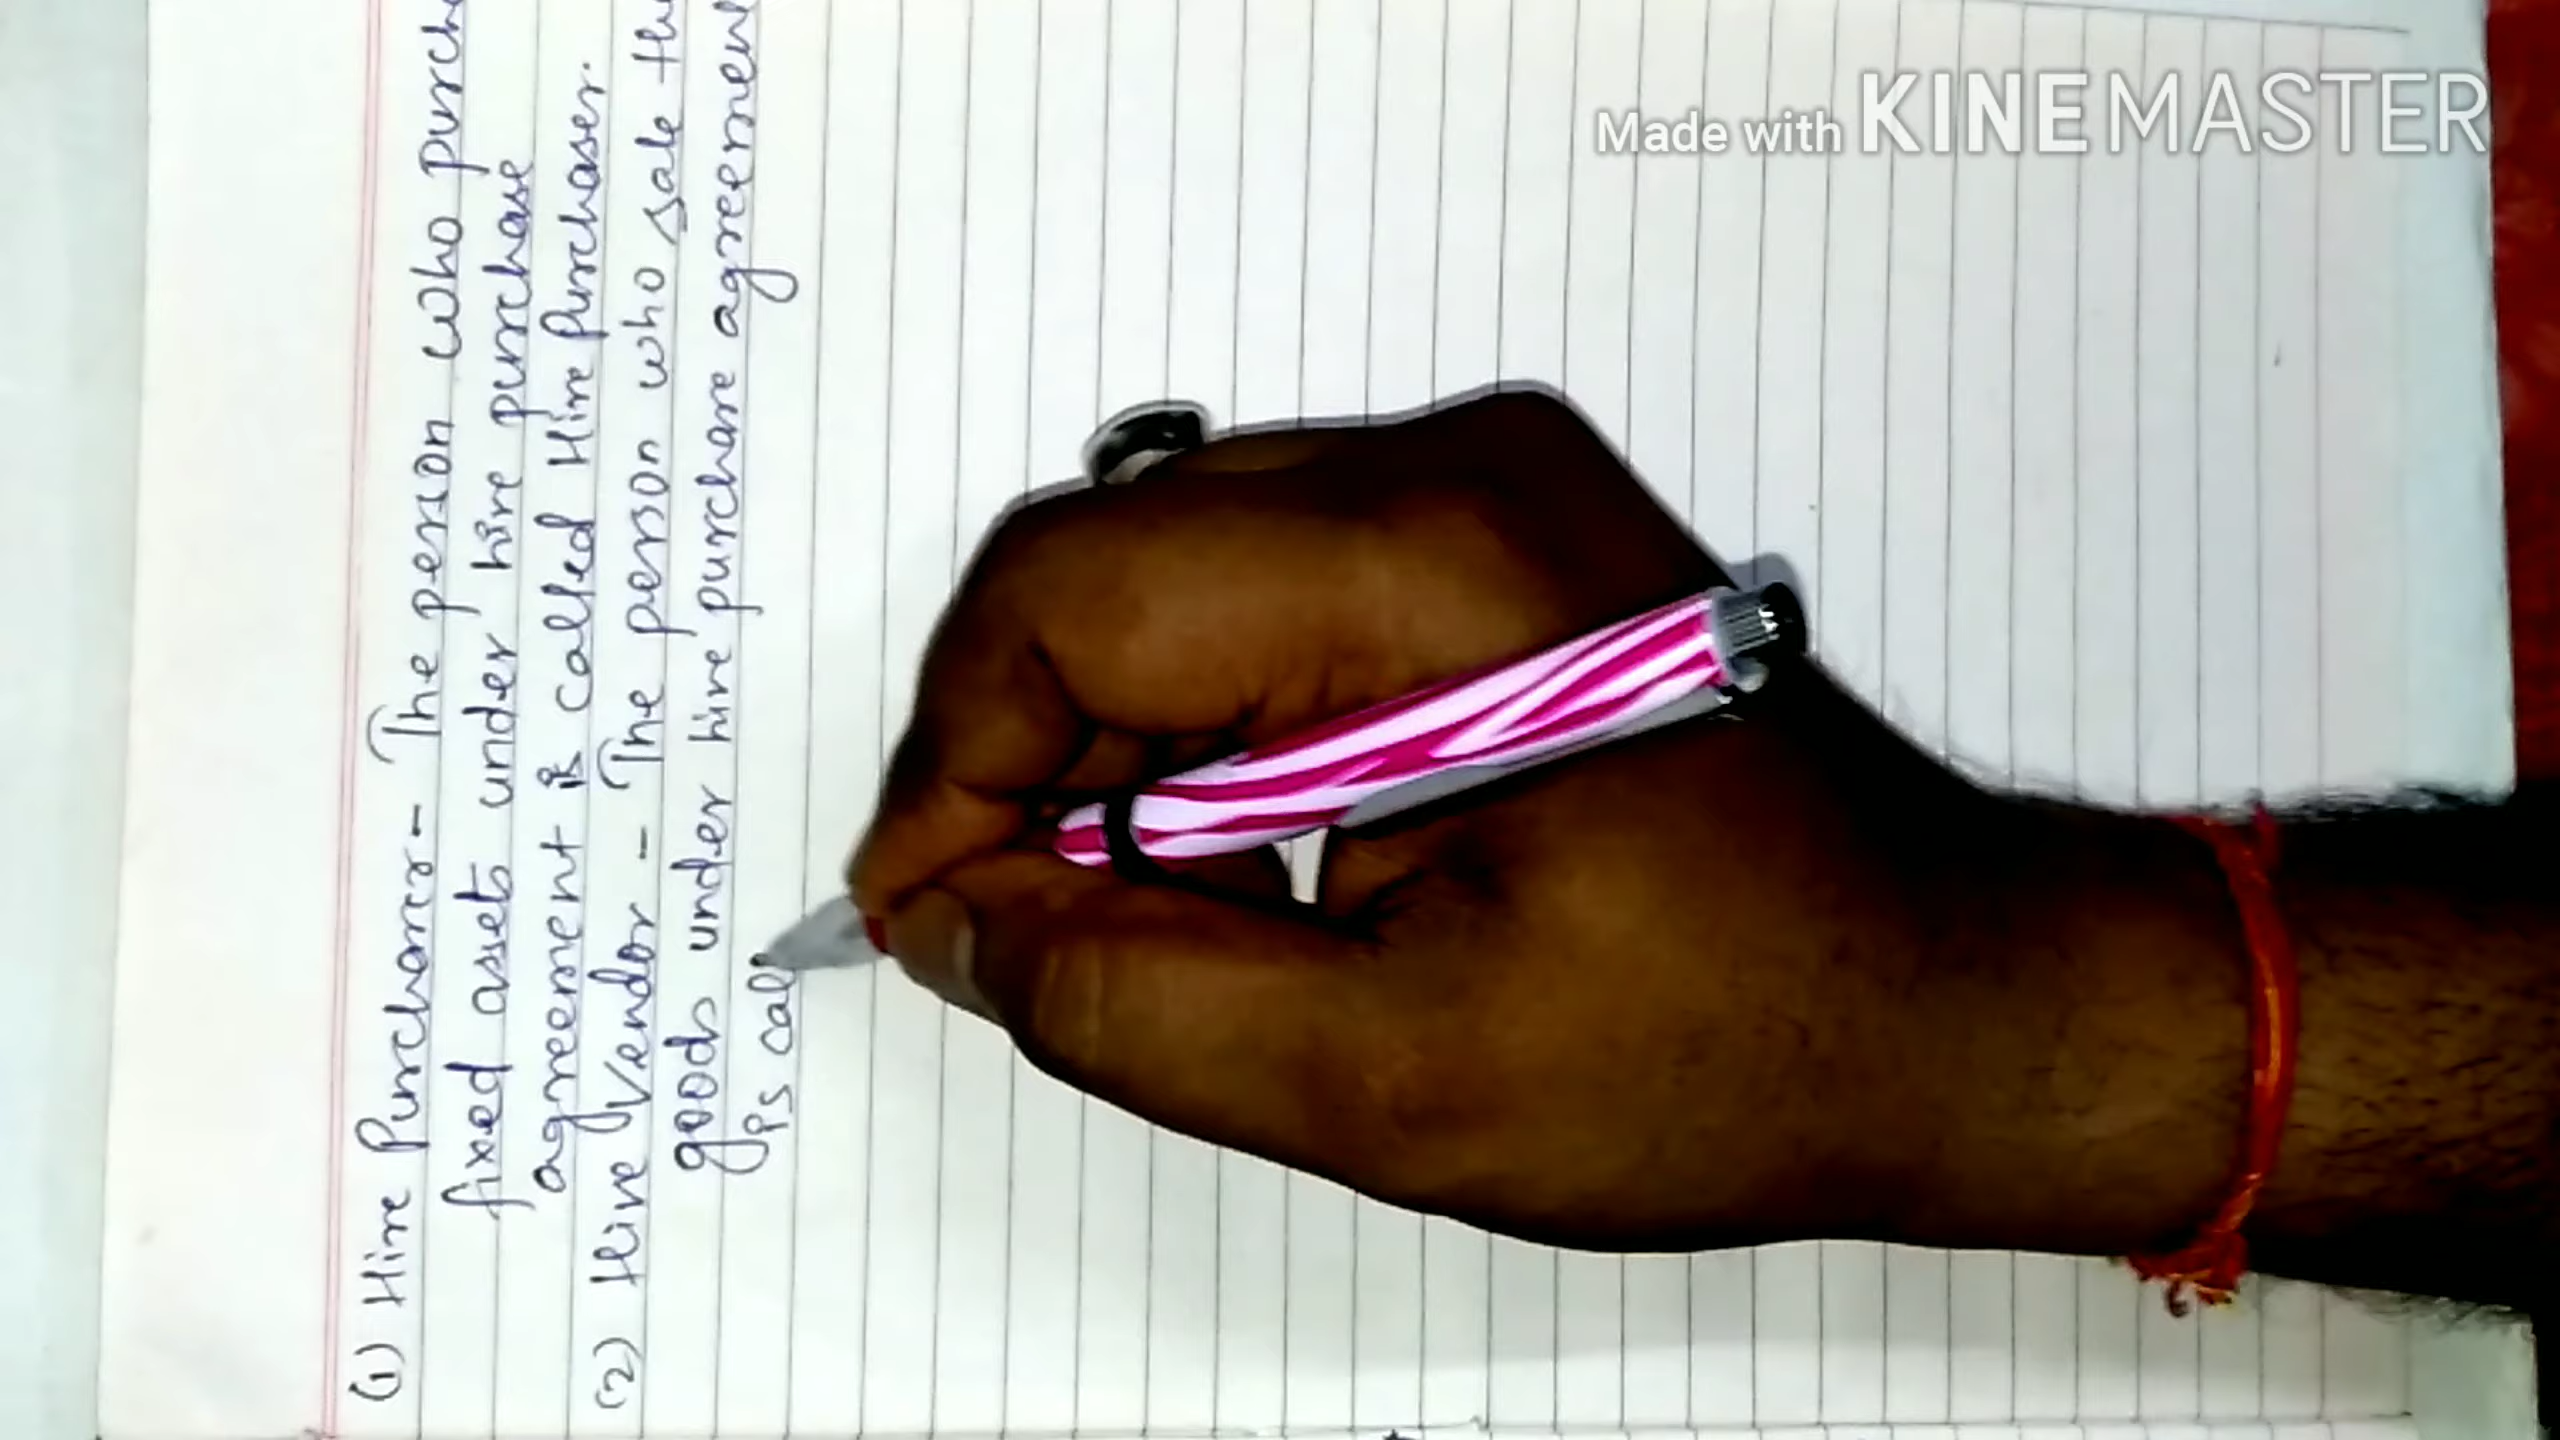 (1) Hire Purchaser- The person who purcha
fixed assets under hire purchase
agreement is called Hire Purchaser.
(2) Hire Vendor - The person who sale the
goods under hire purchase agreement
is cal
Made with KINEMASTER